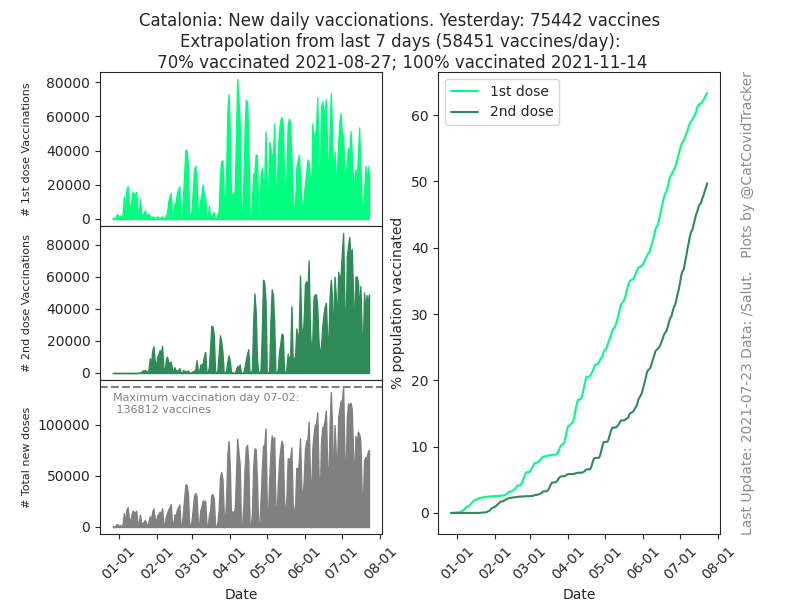 Catalonia: New daily vaccionations. Yesterday: 75442 vaccines
Extrapolation from last 7 days (58451 vaccines/day):
70% vaccinated 2021-08-27; 100% vaccinated 2021-11-14
# 1st dose Vaccinations
80000
60000
40000
20000
0
# 2nd dose Vaccinations
80000
60000
40000
20000
0
# Total new doses
100000
50000
0
Maximum vaccination day 07-02:
136812 vaccines
01-01
02-01
03-01
04-01
05-01
06-01
07-01
08-01
Date
% population vaccinated
60
50
40
30
20
10
0
1st dose
2nd dose
01-01
02-01
03-01
04-01
05-01
06-01
07-01
08-01
Date
Last Update: 2021-07-23 Data: /Salut. Plots by @CatCovidTracker